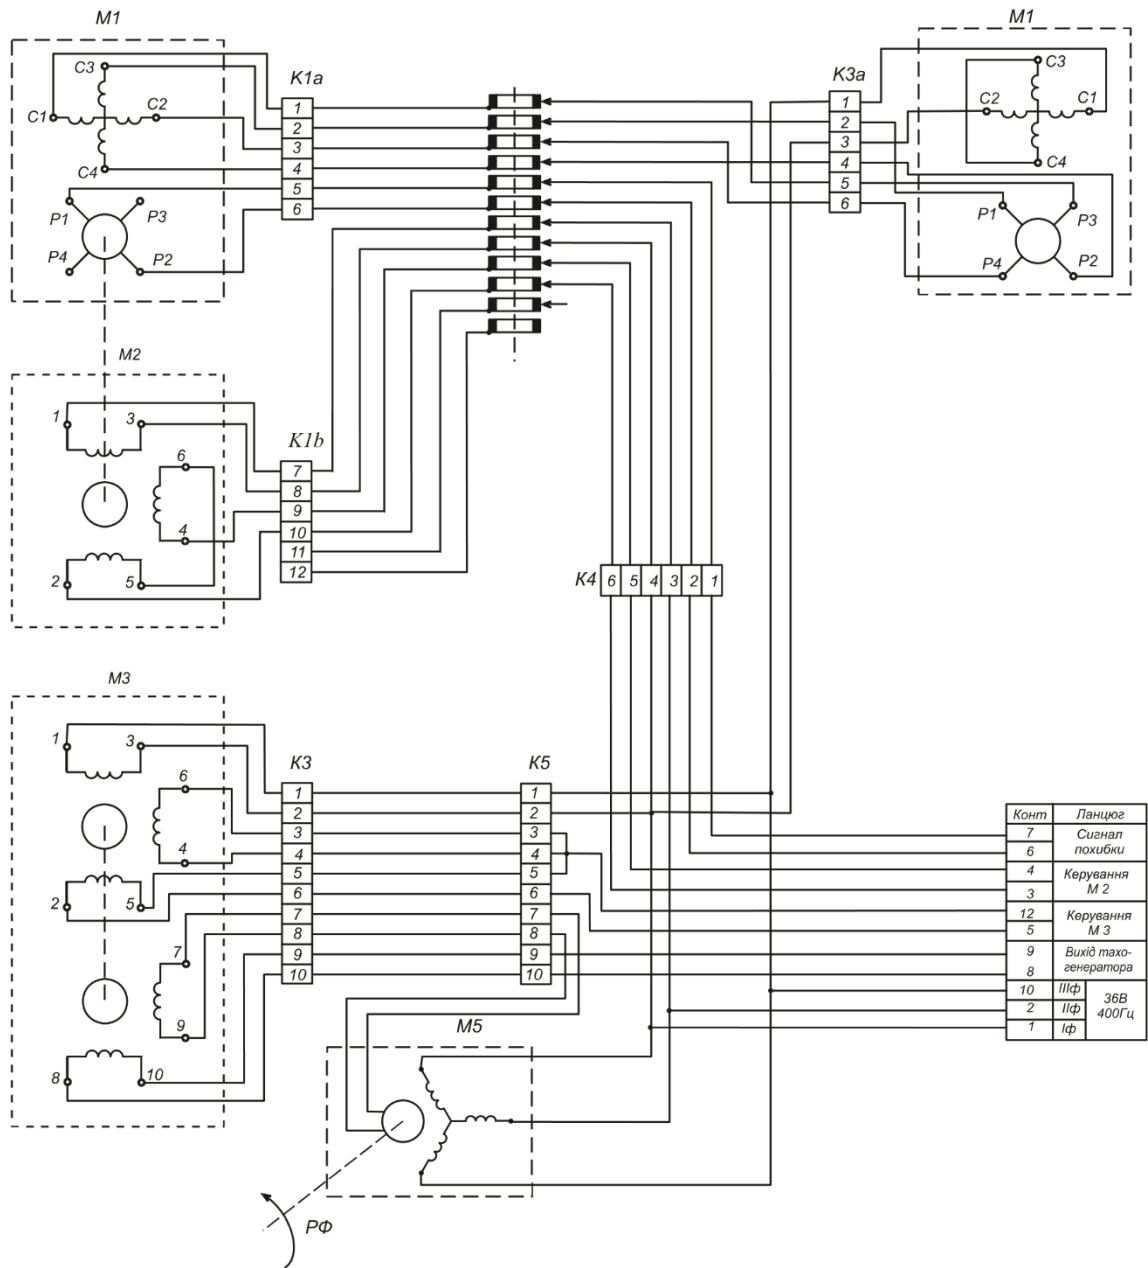 M1
C3
C1
C2
C4
P1
P3
P4
P2
K1a
1
2
3
4
5
6
K3a
1
2
3
4
5
6
M1
C3
C2
C1
C4
P1
P3
P4
P2
M2
1
3
6
4
2
5
K1b
7
8
9
10
11
12
K4 6 5 4 3 2 1
M3
1
3
6
4
2
5
7
9
8
10
K3
1
2
3
4
5
6
7
8
9
10
K5
1
2
3
4
5
6
7
8
9
10
Конт Ланцюг
7 Сигнал
6 похибки
4 Керування
3 М 2
12 Керування
5 М 3
9 Вихід тахо-
8 генератора
10 IIIф 36В
2 IIф 400Гц
1 Iф
M5
РФ